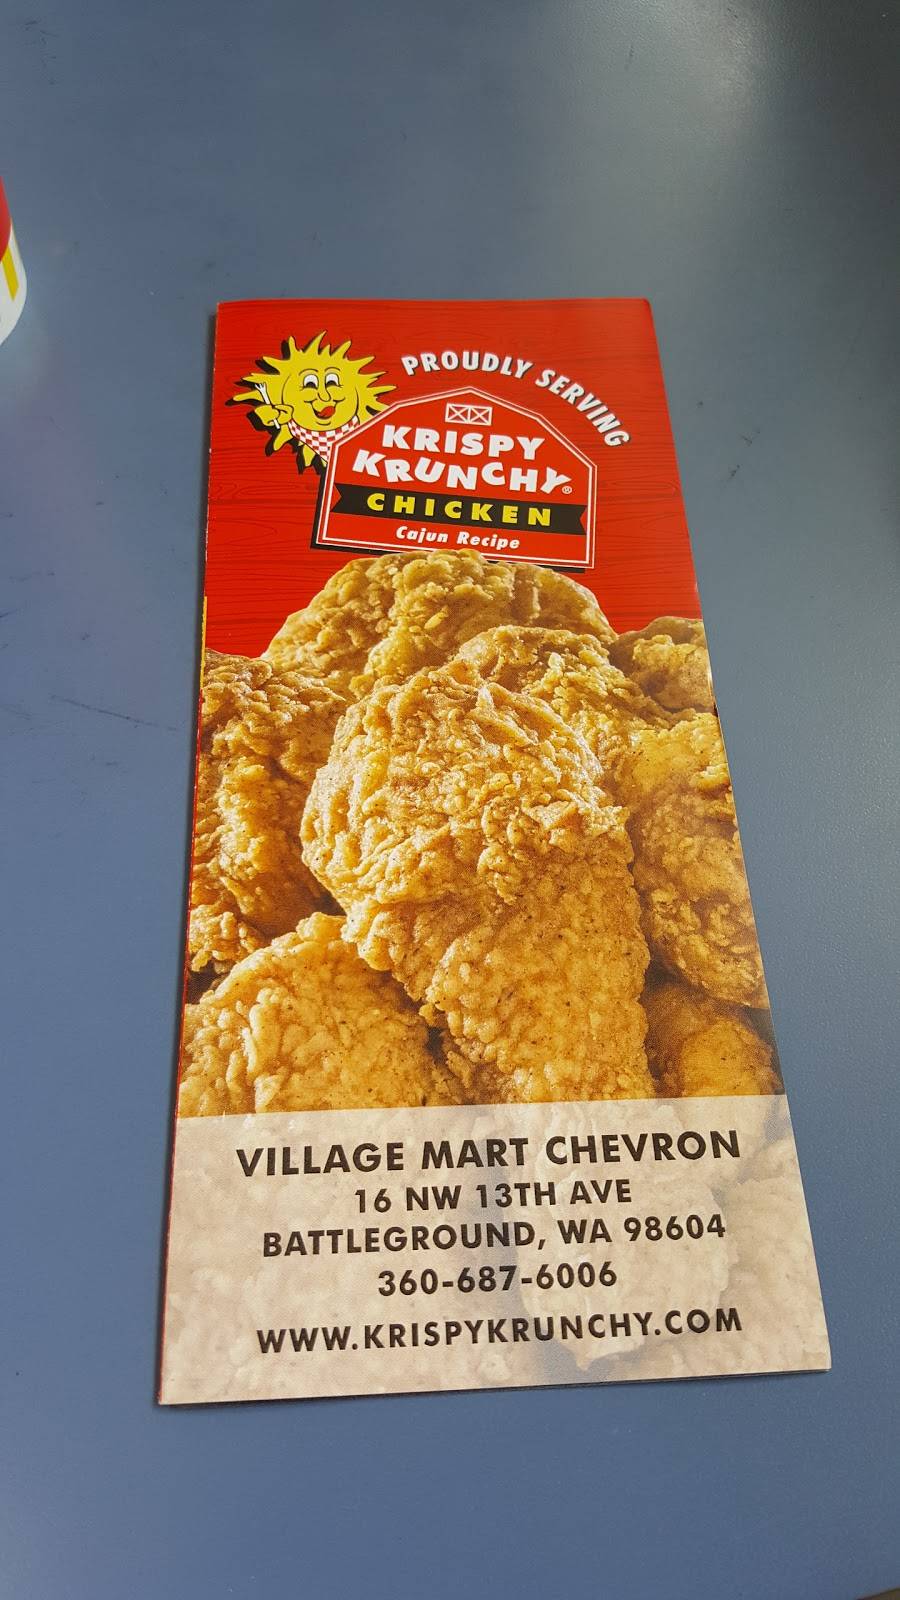 PROUDLY SERVING
KRISPY
KRUNCHY®
CHICKEN
Cajun Recipe
VILLAGE MART CHEVRON
16 NW 13TH AVE
BATTLEGROUND, WA 98604
360-687-6006
WWW.KRISPYKRUNCHY.COM